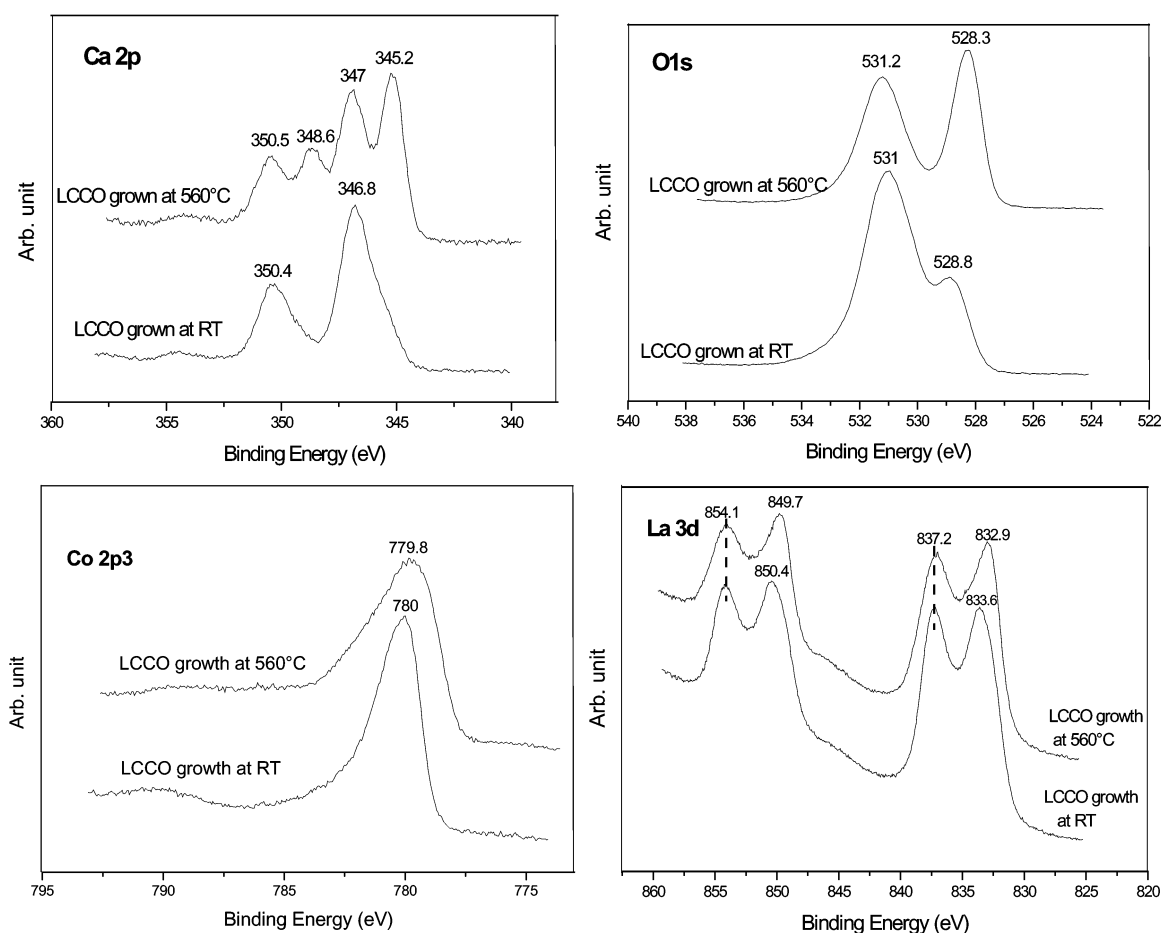 Ca 2p
345.2
347
350.5
348.6
LCCO grown at 560°C
346.8
350.4
LCCO grown at RT
Arb. unit
360
355
350
345
340
Binding Energy (eV)
O1s
528.3
531.2
531
LCCO grown at 560°C
528.8
LCCO grown at RT
Arb. unit
540
538
536
534
532
530
528
526
524
522
Binding Energy (eV)
Co 2p3
779.8
780
LCCO growth at 560°C
LCCO growth at RT
Arb. unit
795
790
785
780
775
Binding Energy (eV)
La 3d
854.1
849.7
850.4
837.2
832.9
833.6
LCCO growth
at 560°C
LCCO growth
at RT
Arb. unit
860
855
850
845
840
835
830
825
820
Binding Energy (eV)